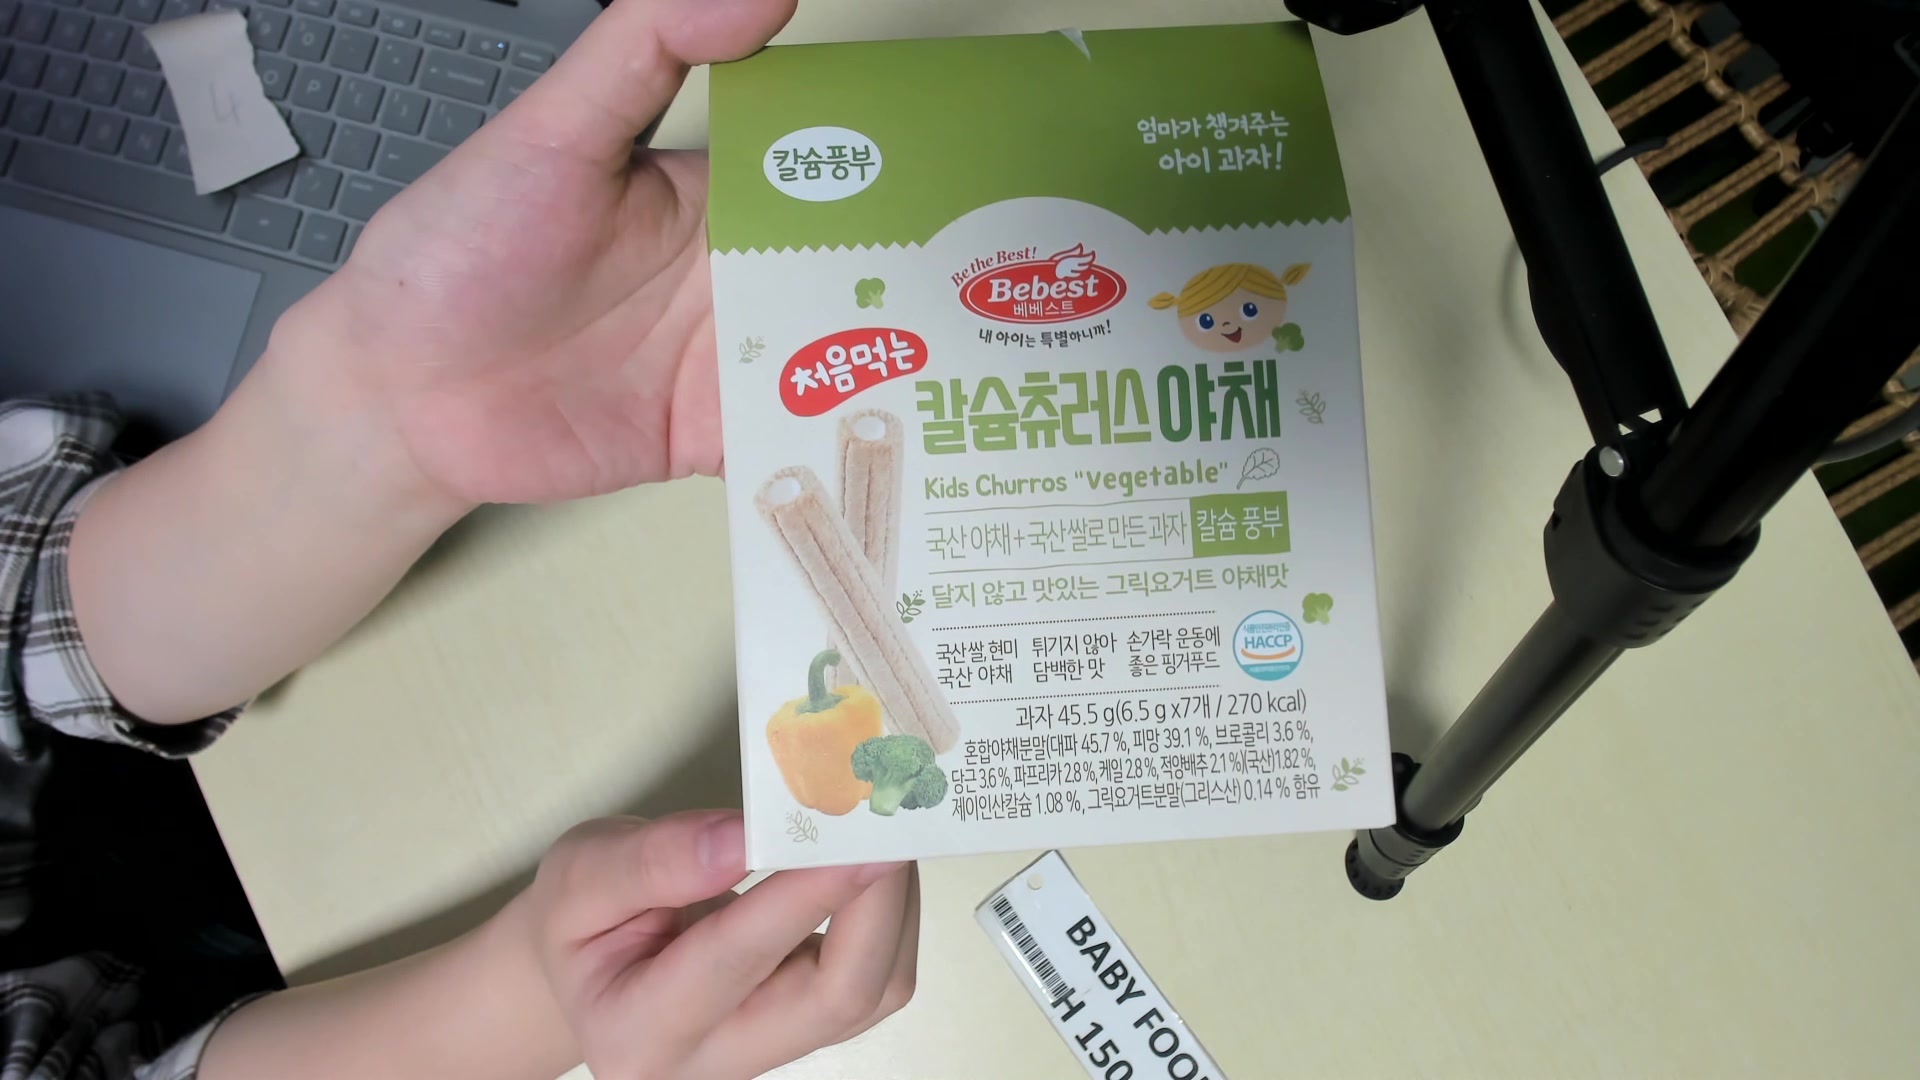 4
칼슘풍부
엄마가 챙겨주는
아이 과자!
Be the Best!
Bebest
베베스트
내 아이는 특별하니까!
처음먹는
칼슘츄러스 야채
Kids Churros "Vegetable"
국산 야채 + 국산 쌀로 만든 과자 칼슘 풍부
달지 않고 맛있는 그릭요거트 야채맛
국산 쌀, 현미 튀기지 않아 손가락 운동에
국산 야채 담백한 맛 좋은 핑거푸드
HACCP
과자 45.5 g(6.5 g x7개 / 270 kcal)
혼합야채분말(대파 45.7 %, 피망 39.1 %, 브로콜리 3.6 %,
당근 3.6 %, 파프리카 2.8 %, 케일 2.8 %, 적양배추 2.1 %)(국산)1.82 %,
제이인산칼슘 1.08 %, 그릭요거트분말(그리스산) 0.14 % 함유
BABY FOO
H 150